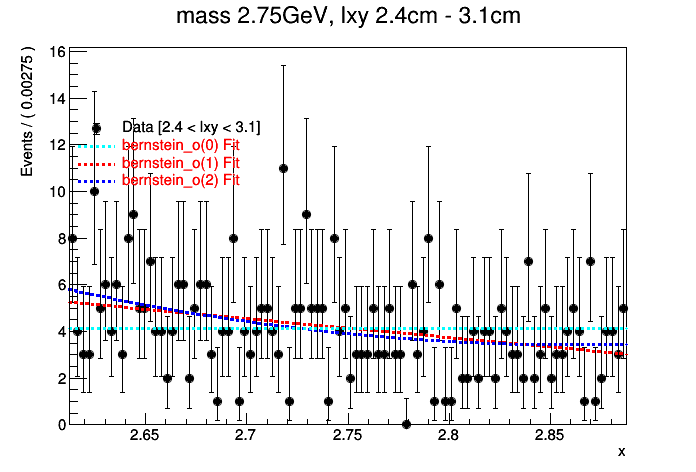 mass 2.75GeV, lxy 2.4cm - 3.1cm
Events / ( 0.00275 )
16
14
12
10
8
6
4
2
0
Data [2.4 < lxy < 3.1]
bernstein_o(0) Fit
bernstein_o(1) Fit
bernstein_o(2) Fit
2.65 2.7 2.75 2.8 2.85
x